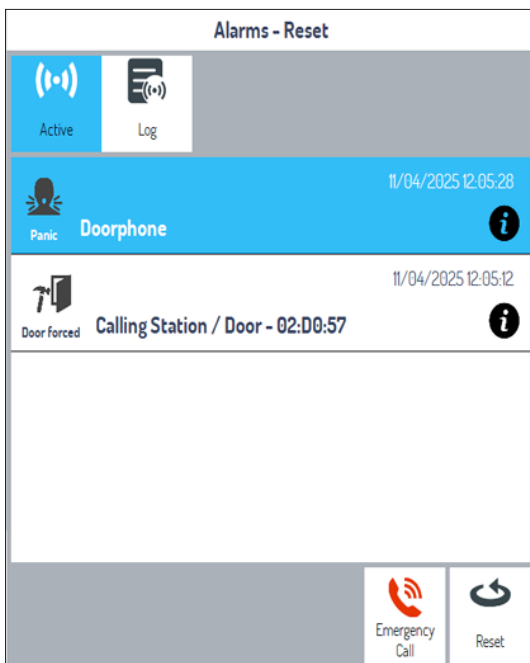 Alarms - Reset
Active
Log
11/04/2025 12:05:28
Panic
Doorphone
11/04/2025 12:05:12
Door forced
Calling Station / Door - 02:D0:57
Emergency
Call
Reset